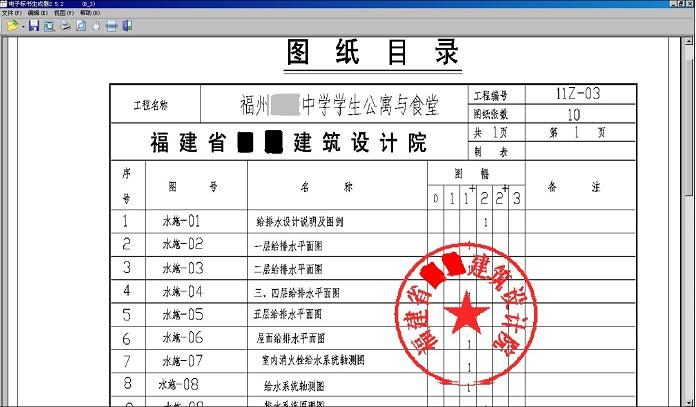 电子标书生成器2.5.2 (B_3)
文件(F) 编辑(E) 视图(V) 帮助(H)
图纸目录
工程名称 福州 中学学生公寓与食堂 工程编号 11Z-03
图纸张数 10
福建省 建筑设计院 共 1页 第 1 页
制 表
序号 图 号 名 称 图 幅 备 注
0 1 1+ 2 2+ 3
1 水施-01 给排水设计说明及图例 1
2 水施-02 一层给排水平面图 1
3 水施-03 二层给排水平面图 1
4 水施-04 三、四层给排水平面图 1
5 水施-05 五层给排水平面图
6 水施-06 屋面给排水平面图 1
7 水施-07 室内消火栓给水系统轴测图 1
8 水施-08 给水系统轴测图 1
福建省 建筑设计院